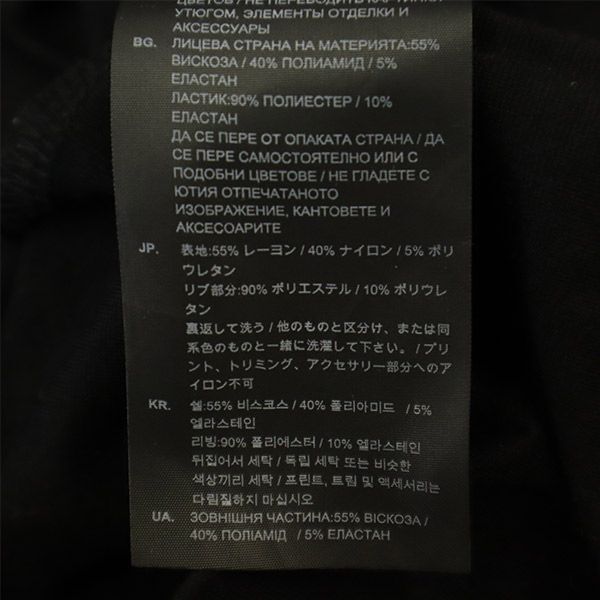 ЦВЕТОВ / НЕ ПЕРЕВОДИТЬ КАРТИНКИ
УТЮГОМ, ЭЛЕМЕНТЫ ОТДЕЛКИ И
АКСЕССУАРЫ
BG. ЛИЦЕВА СТРАНА НА МАТЕРИЯТА:55%
ВИСКОЗА / 40% ПОЛИАМИД / 5%
ЕЛАСТАН
ЛАСТИК:90% ПОЛИЕСТЕР / 10%
ЕЛАСТАН
ДА СЕ ПЕРЕ ОТ ОПАКАТА СТРАНА / ДА
СЕ ПЕРЕ САМОСТОЯТЕЛНО ИЛИ С
ПОДОБНИ ЦВЕТОВЕ / НЕ ГЛАДЕТЕ С
ЮТИЯ ОТПЕЧАТАНОТО
ИЗОБРАЖЕНИЕ, КАНТОВЕТЕ И
АКСЕСОАРИТЕ
JP. 表地:55% レーヨン / 40% ナイロン / 5% ポリ
ウレタン
リブ部分:90% ポリエステル / 10% ポリウレ
タン
裏返して洗う / 他のものと区分け、または同
系色のものと一緒に洗濯して下さい。 / プリ
ント、トリミング、アクセサリー部分へのア
イロン不可
KR. 쉘:55% 비스코스 / 40% 폴리아미드 / 5%
엘라스테인
리빙:90% 폴리에스터 / 10% 엘라스테인
뒤집어서 세탁 / 독립 세탁 또는 비슷한
색상끼리 세탁 / 프린트, 트림 및 액세서리는
다림질하지 마십시오
UA. ЗОВНІШНЯ ЧАСТИНА:55% ВІСКОЗА /
40% ПОЛІАМІД / 5% ЕЛАСТАН